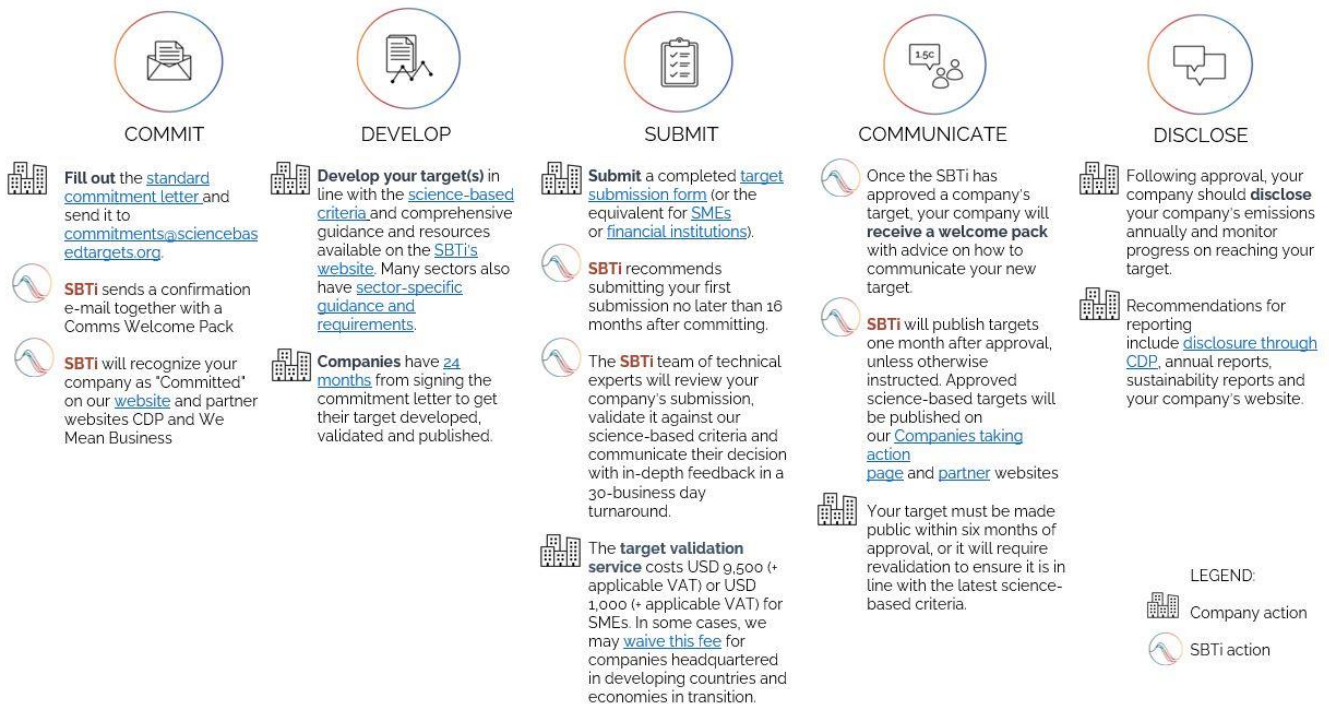 COMMIT
Fill out the standard
commitment letter and
send it to
commitments@sciencebas
edtargets.org.
SBTi sends a confirmation
e-mail together with a
Comms Welcome Pack
SBTi will recognize your
company as "Committed"
on our website and partner
websites CDP and We
Mean Business
DEVELOP
Develop your target(s) in
line with the science-based
criteria and comprehensive
guidance and resources
available on the SBTi's
website. Many sectors also
have sector-specific
guidance and
requirements.
Companies have 24
months from signing the
commitment letter to get
their target developed,
validated and published.
SUBMIT
Submit a completed target
submission form (or the
equivalent for SMEs
or financial institutions).
SBTi recommends
submitting your first
submission no later than 16
months after committing.
The SBTi team of technical
experts will review your
company's submission,
validate it against our
science-based criteria and
communicate their decision
with in-depth feedback in a
30-business day
turnaround.
The target validation
service costs USD 9,500 (+
applicable VAT) or USD
1,000 (+ applicable VAT) for
SMEs. In some cases, we
may waive this fee for
companies headquartered
in developing countries and
economies in transition.
1.5C
COMMUNICATE
Once the SBTi has
approved a company's
target, your company will
receive a welcome pack
with advice on how to
communicate your new
target.
SBTi will publish targets
one month after approval,
unless otherwise
instructed. Approved
science-based targets will
be published on
our Companies taking
action
page and partner websites
Your target must be made
public within six months of
approval, or it will require
revalidation to ensure it is in
line with the latest science-
based criteria.
DISCLOSE
Following approval, your
company should disclose
your company's emissions
annually and monitor
progress on reaching your
target.
Recommendations for
reporting
include disclosure through
CDP, annual reports,
sustainability reports and
your company's website.
LEGEND:
Company action
SBTi action